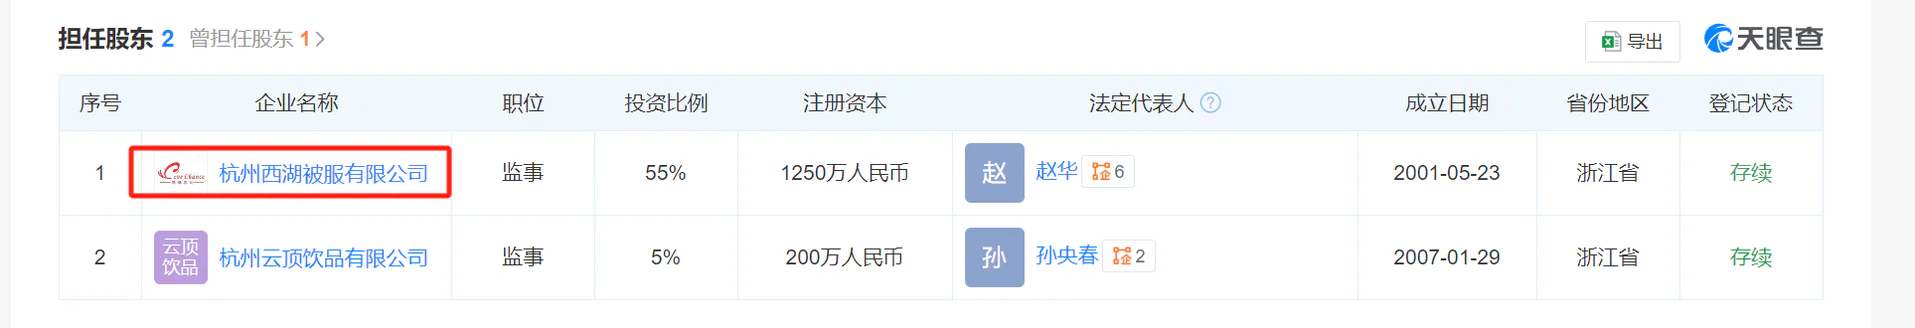 担任股东 2 曾担任股东 1 >
导出 天眼查
序号 企业名称 职位 投资比例 注册资本 法定代表人 ? 成立日期 省份地区 登记状态
1 杭州西湖被服有限公司 监事 55% 1250万人民币 赵 赵华 企 6 2001-05-23 浙江省 存续
云顶
饮品
2 杭州云顶饮品有限公司 监事 5% 200万人民币 孙 孙央春 企 2 2007-01-29 浙江省 存续